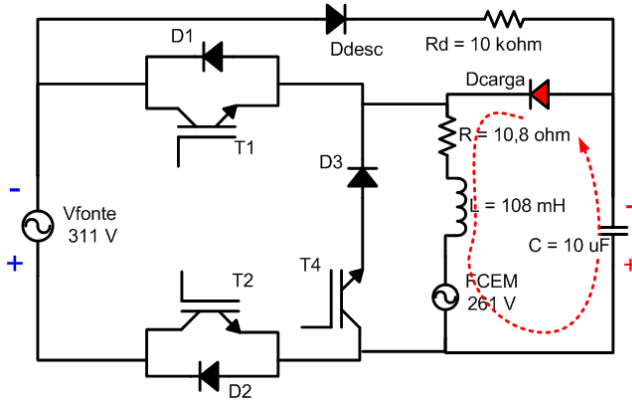 D1
Ddesc
Rd = 10 kohm
Dcarga
T1
R = 10,8 ohm
D3
-
Vfonte
311 V
+
L = 108 mH
-
C = 10 uF
+
T2
T4
FCEM
261 V
D2